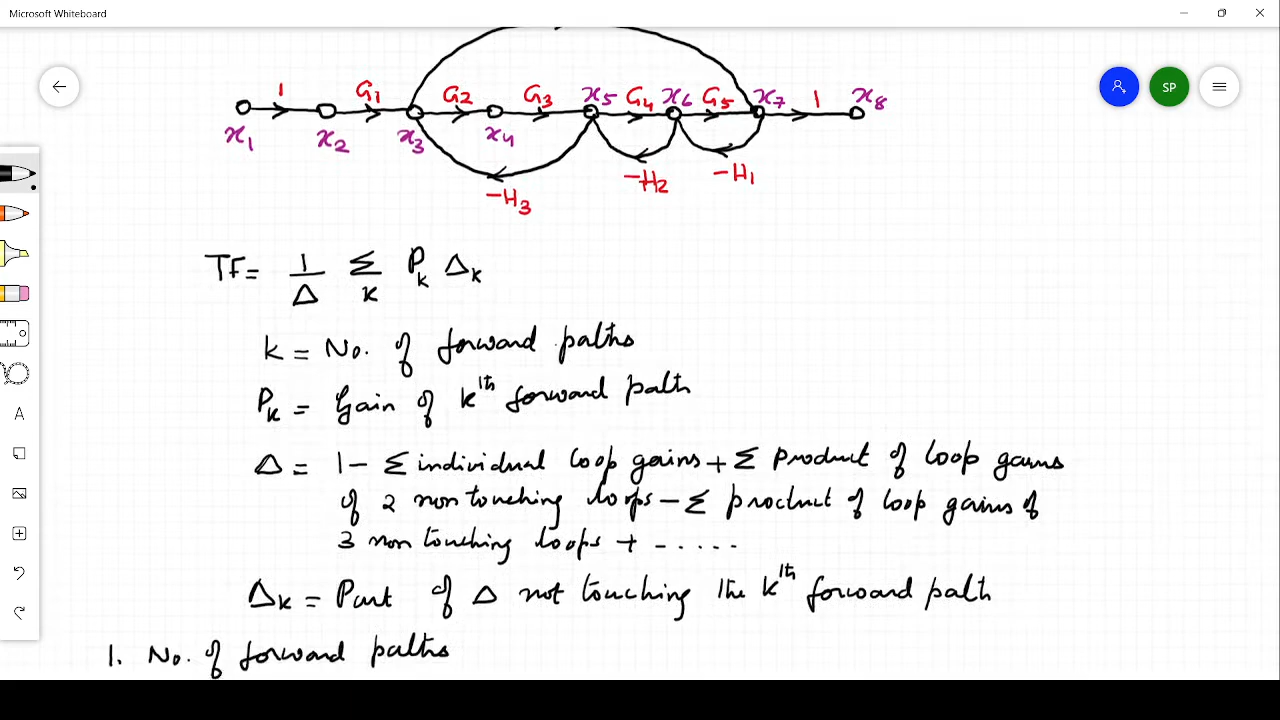 Microsoft Whiteboard
SP
1 G1 G2 G3 x5 G4 x6 G5 x7 1 x8
x1 x2 x3 x4
-H3 -H2 -H1
TF = 1/Δ Σ_k P_k Δ_k
k = No. of forward paths
P_k = Gain of k^th forward path
Δ = 1 - Σ individual loop gains + Σ product of loop gains
of 2 non touching loops - Σ product of loop gains of
3 non touching loops + - .....
Δ_k = Part of Δ not touching the k^th forward path
1. No. of forward paths